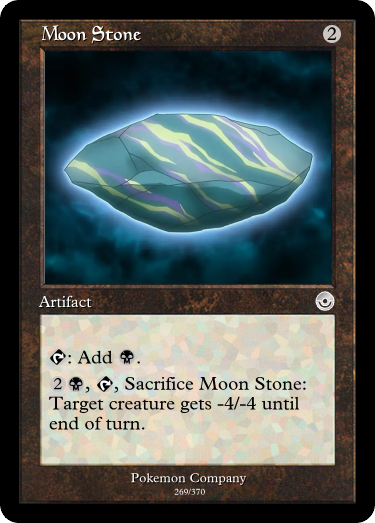 Moon Stone 2
Artifact
: Add .
2 , , Sacrifice Moon Stone:
Target creature gets -4/-4 until
end of turn.
Pokemon Company
269/370